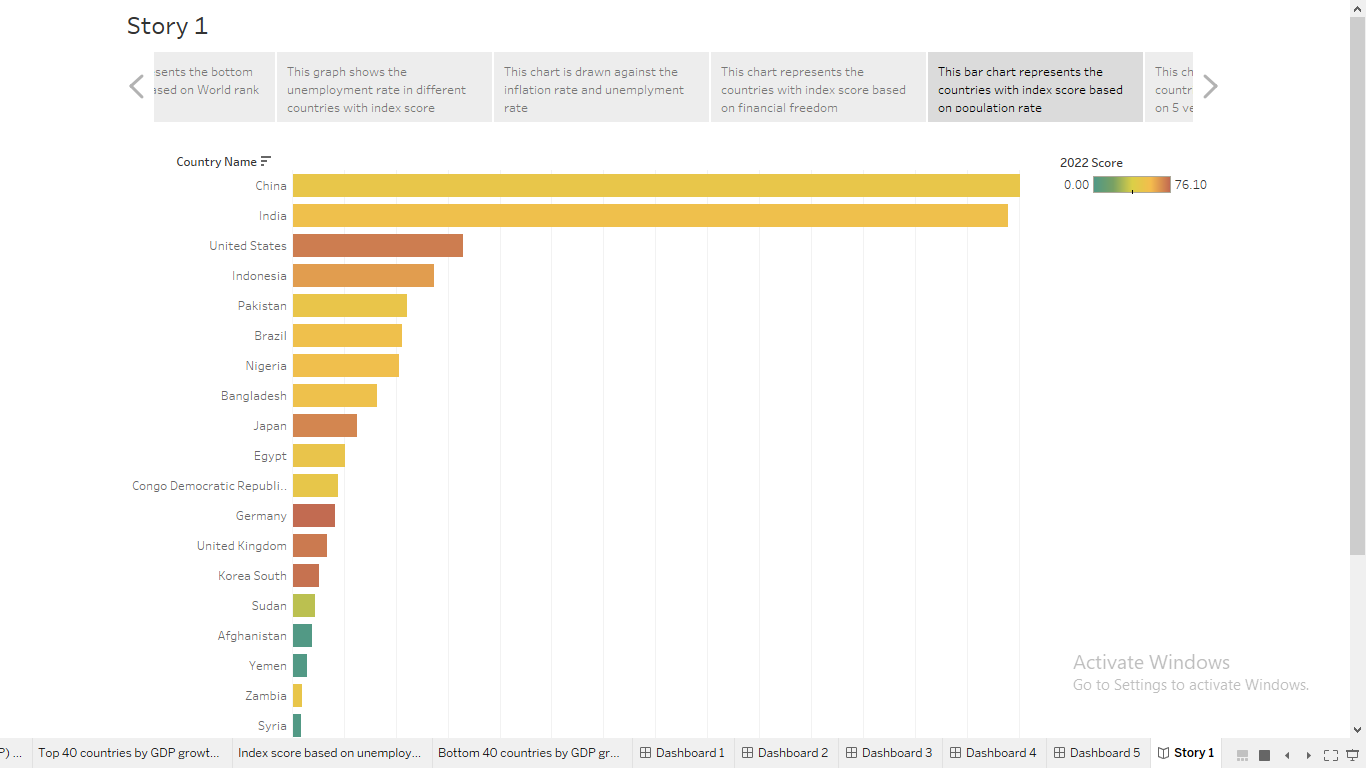 Story 1
sents the bottom
ased on World rank
This graph shows the
unemployment rate in different
countries with index score
This chart is drawn against the
inflation rate and unemplyment
rate
This chart represents the
countries with index score based
on financial freedom
This bar chart represents the
countries with index score based
on population rate
This ch
countr
on 5 ve
Country Name
China
India
United States
Indonesia
Pakistan
Brazil
Nigeria
Bangladesh
Japan
Egypt
Congo Democratic Republi..
Germany
United Kingdom
Korea South
Sudan
Afghanistan
Yemen
Zambia
Syria
2022 Score
0.00 76.10
Activate Windows
Go to Settings to activate Windows.
P) ... Top 40 countries by GDP growt... Index score based on unemploy... Bottom 40 countries by GDP gr... Dashboard 1 Dashboard 2 Dashboard 3 Dashboard 4 Dashboard 5 Story 1